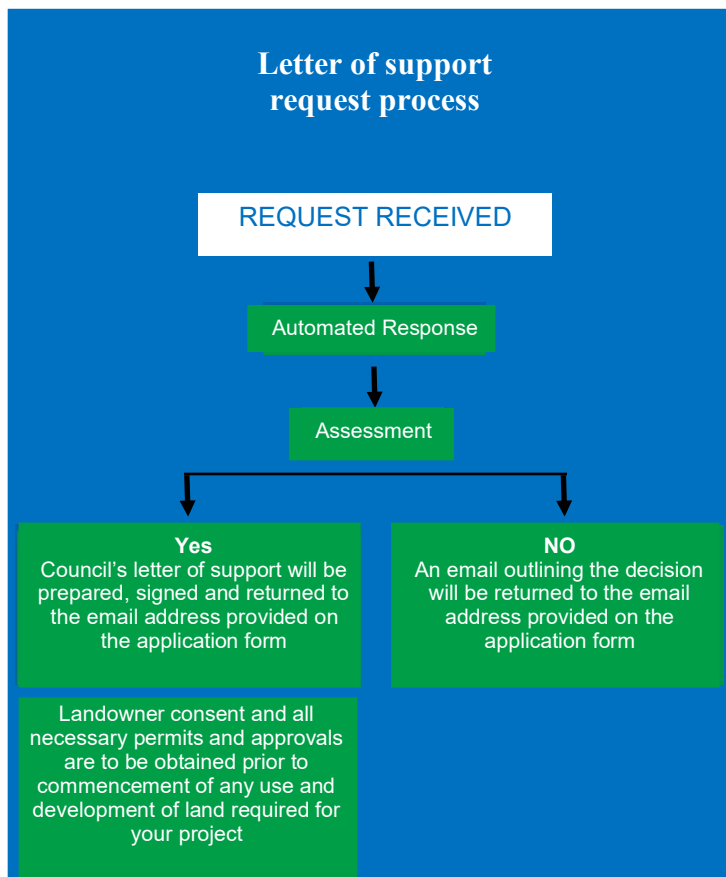 Letter of support
request process
REQUEST RECEIVED
Automated Response
Assessment
Yes
Council’s letter of support will be
prepared, signed and returned to
the email address provided on
the application form
NO
An email outlining the decision
will be returned to the email
address provided on the
application form
Landowner consent and all
necessary permits and approvals
are to be obtained prior to
commencement of any use and
development of land required for
your project